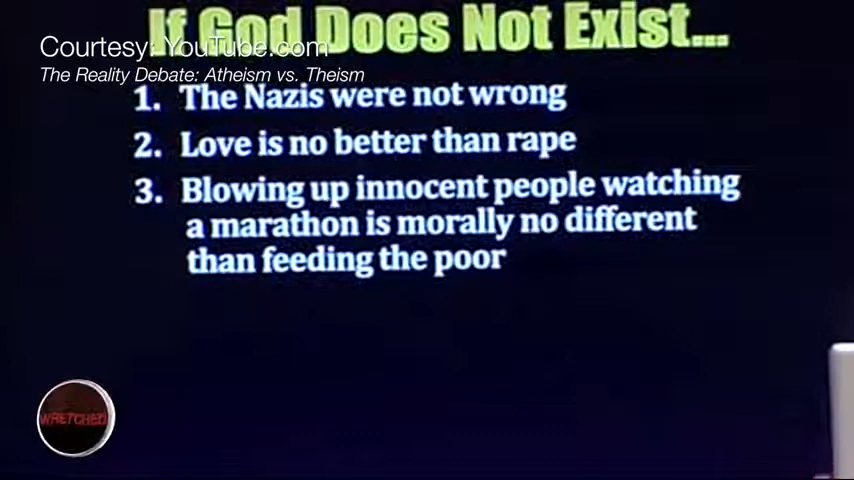 If God Does Not Exist...
Courtesy: YouTube.com
The Reality Debate: Atheism vs. Theism
1. The Nazis were not wrong
2. Love is no better than rape
3. Blowing up innocent people watching
a marathon is morally no different
than feeding the poor
WRETCHED